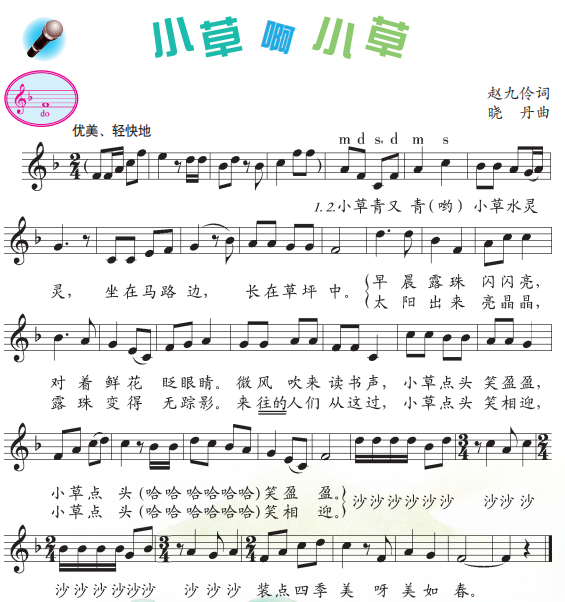 小草啊小草
do
赵九伶词
晓 丹曲
优美、轻快地
m d s, d m s
1. 2. 小草青又 青(哟) 小草水灵
灵， 坐在马路 边， 长在草坪 中。
早 晨 露 珠 闪闪亮，
太 阳 出 来 亮晶晶，
对 着 鲜 花 眨眼睛。 微风 吹来 读书声， 小草点头 笑盈盈，
露 珠 变得 无踪影。 来 往的人们 从这过， 小草点头 笑相迎，
小草点 头 (哈 哈 哈哈哈哈) 笑 盈 盈。
小草点 头 (哈 哈 哈哈哈哈) 笑 相 迎。
沙沙沙沙沙沙 沙沙 沙
沙沙 沙 沙沙沙 沙 沙 沙 装点四季 美 呀 美 如 春。